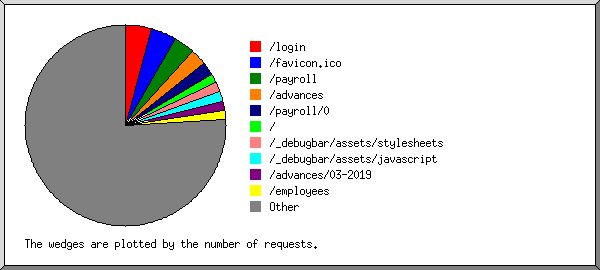 /login
/favicon.ico
/payroll
/advances
/payroll/0
/
/_debugbar/assets/stylesheets
/_debugbar/assets/javascript
/advances/03-2019
/employees
Other
The wedges are plotted by the number of requests.